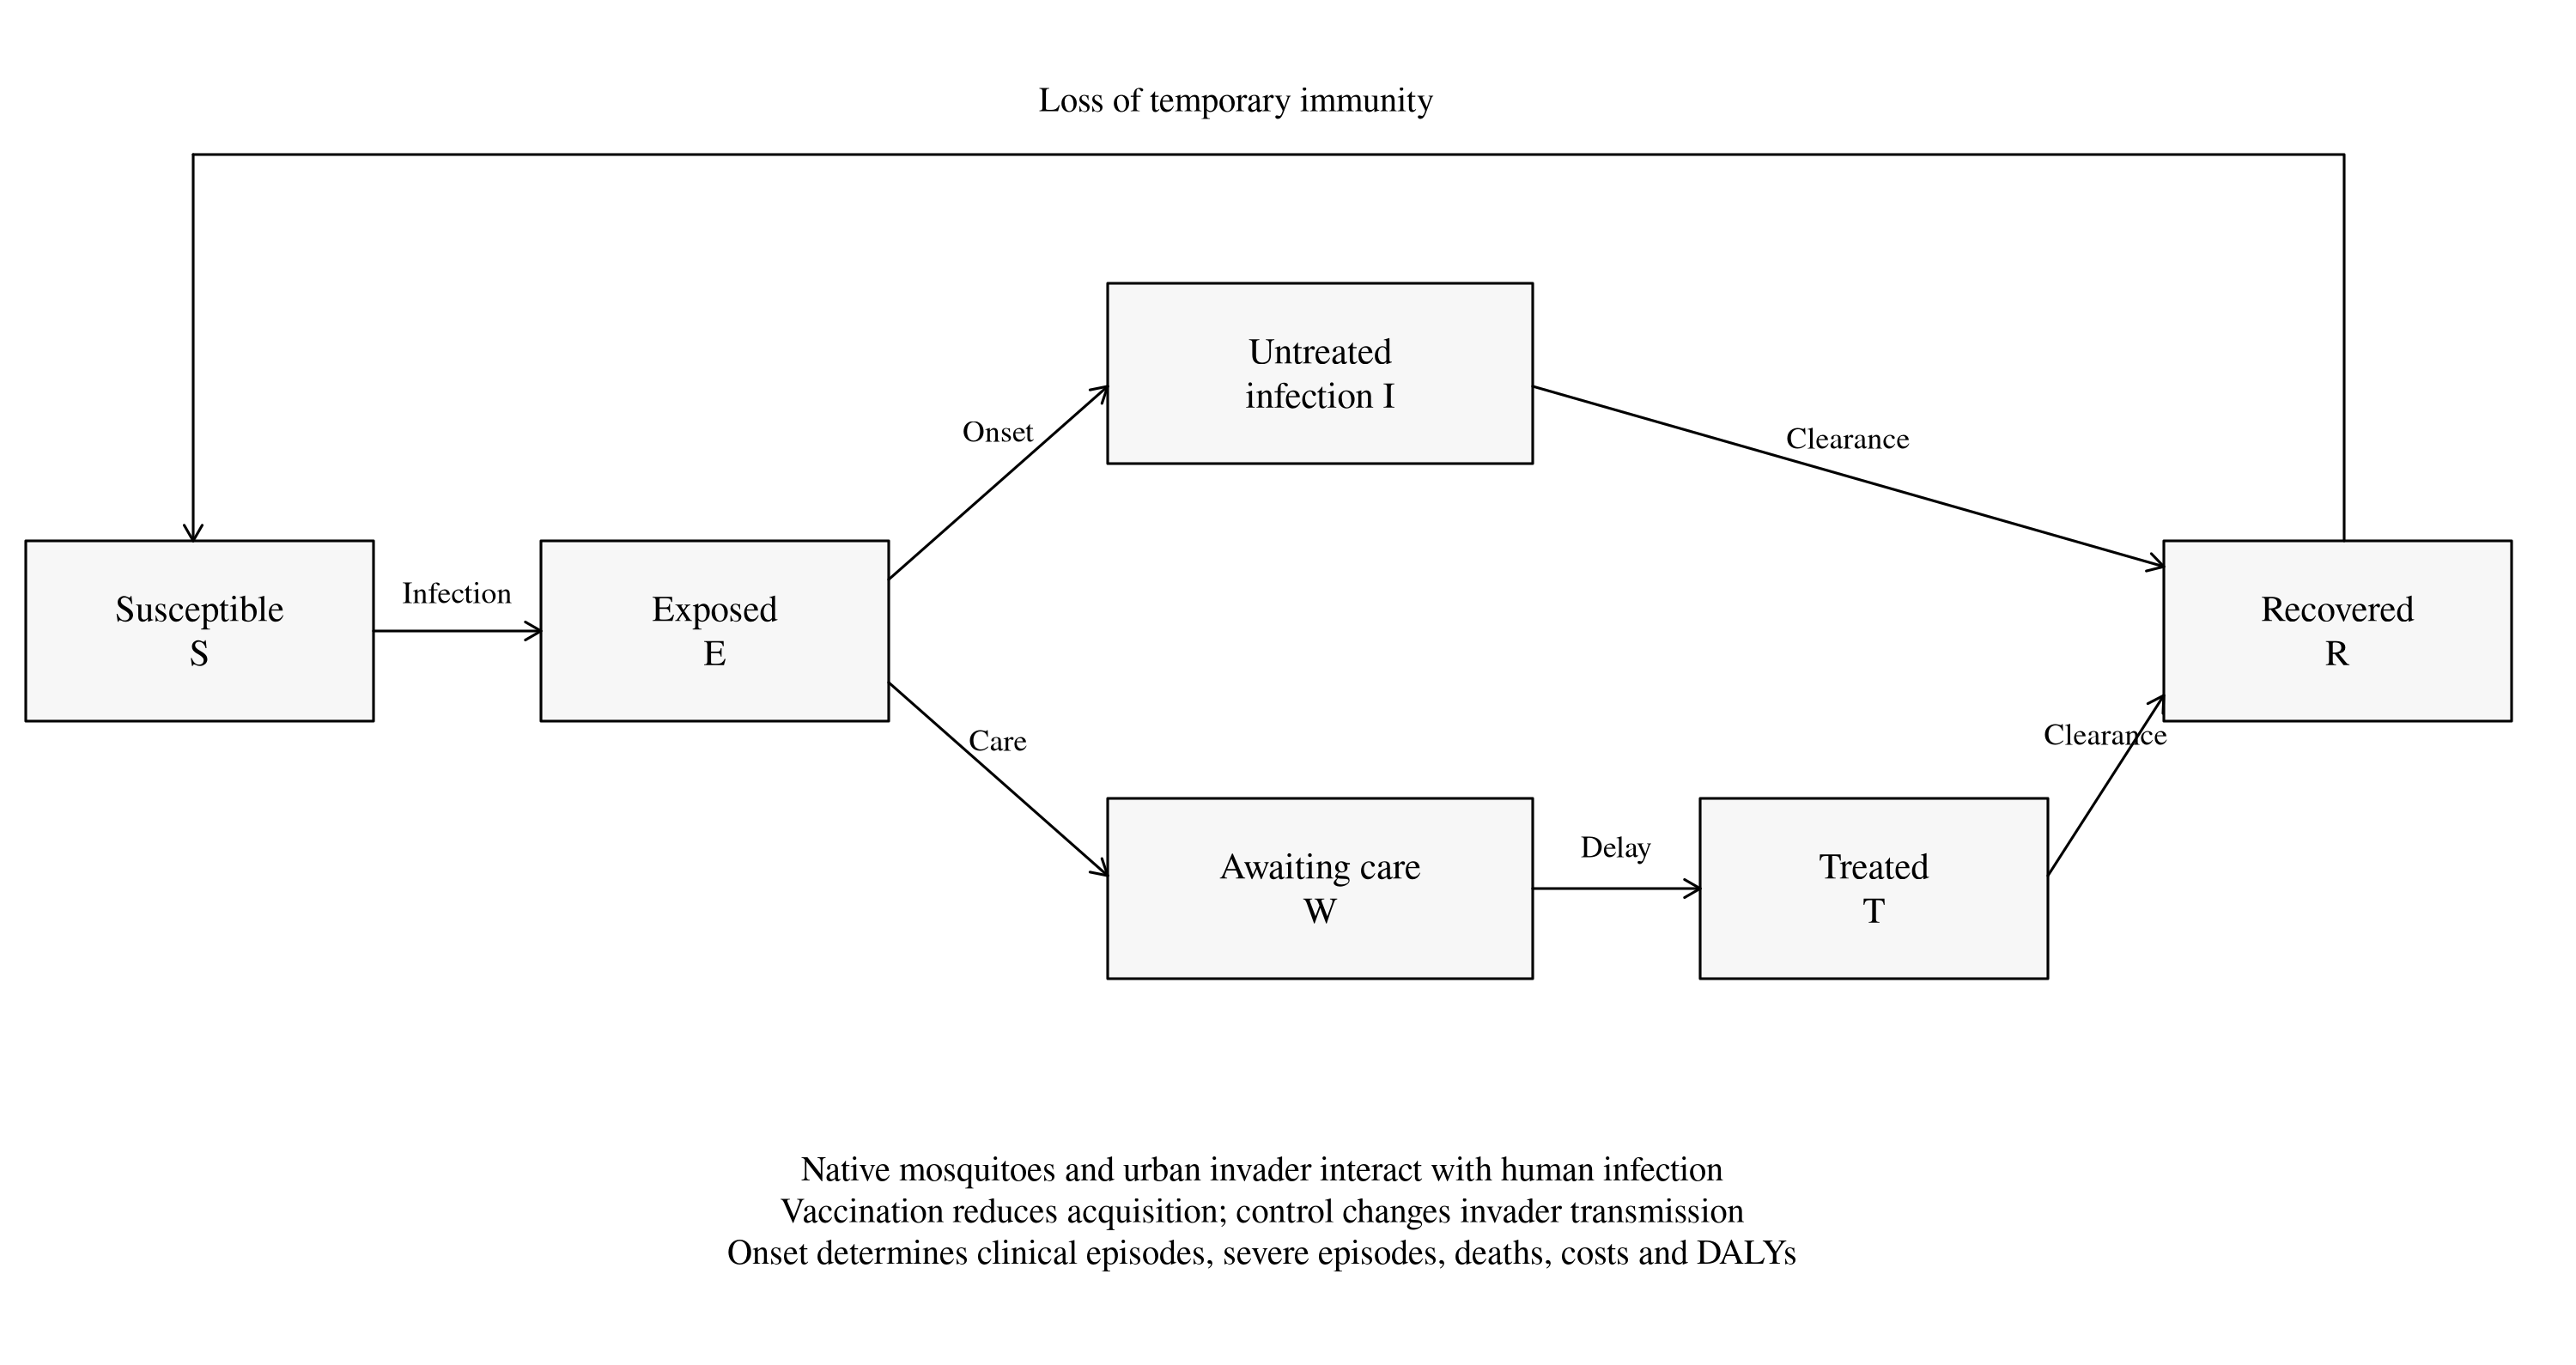 Loss of temporary immunity
Untreated
infection I
Onset
Clearance
Susceptible
S
Infection
Exposed
E
Recovered
R
Care
Clearance
Awaiting care
W
Delay
Treated
T
Native mosquitoes and urban invader interact with human infection
Vaccination reduces acquisition; control changes invader transmission
Onset determines clinical episodes, severe episodes, deaths, costs and DALYs